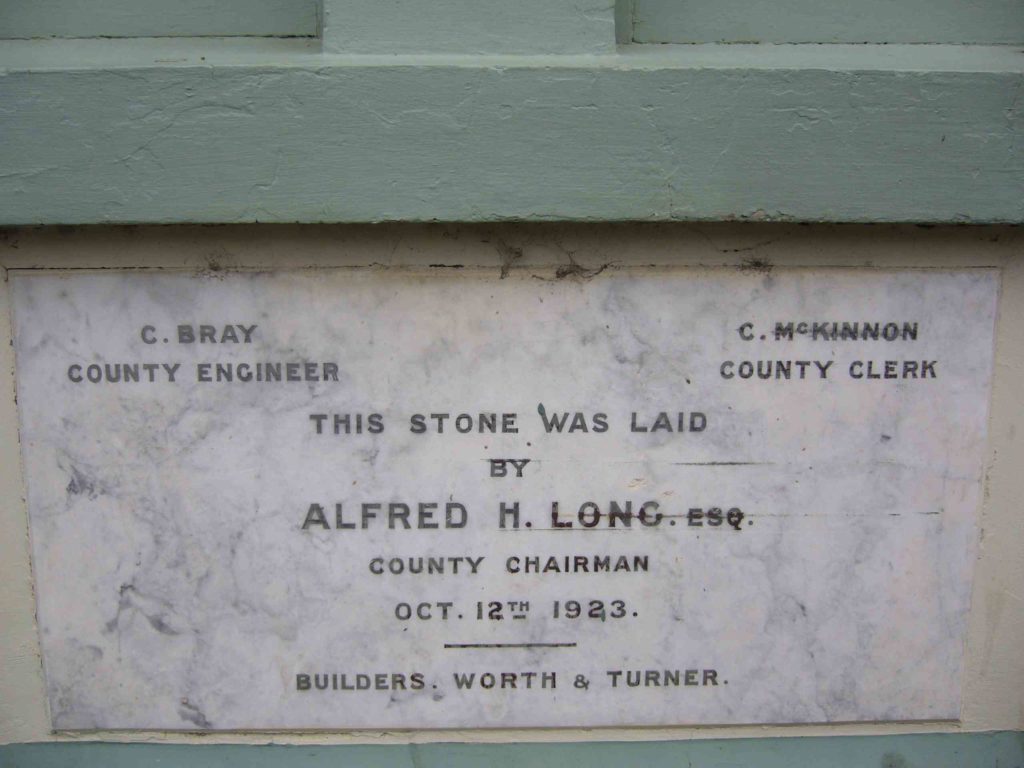 C. BRAY
COUNTY ENGINEER
C. McKINNON
COUNTY CLERK
THIS STONE WAS LAID
BY
ALFRED H. LONG. ESQ.
COUNTY CHAIRMAN
OCT. 12TH 1923.
BUILDERS. WORTH & TURNER.